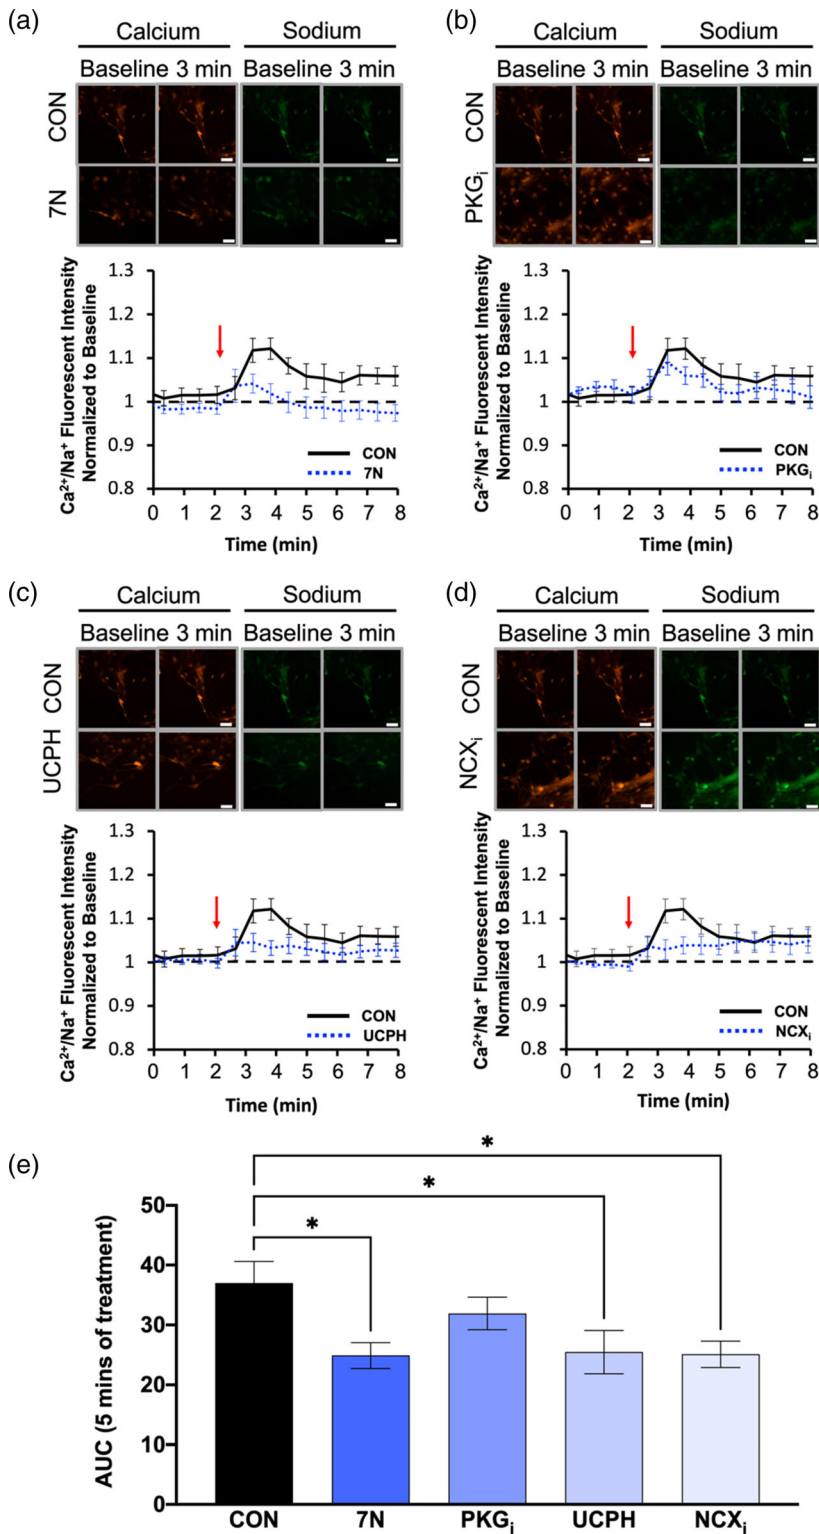 (a)
Calcium Sodium
Baseline 3 min Baseline 3 min
CON
7N
Ca²⁺/Na⁺ Fluorescent Intensity
Normalized to Baseline
1.3
1.2
1.1
1
0.9
0.8
CON
7N
0 1 2 3 4 5 6 7 8
Time (min)
(b)
Calcium Sodium
Baseline 3 min Baseline 3 min
CON
PKGᵢ
Ca²⁺/Na⁺ Fluorescent Intensity
Normalized to Baseline
1.3
1.2
1.1
1
0.9
0.8
CON
PKGᵢ
0 1 2 3 4 5 6 7 8
Time (min)
(c)
Calcium Sodium
Baseline 3 min Baseline 3 min
CON
UCPH
Ca²⁺/Na⁺ Fluorescent Intensity
Normalized to Baseline
1.3
1.2
1.1
1
0.9
0.8
CON
UCPH
0 1 2 3 4 5 6 7 8
Time (min)
(d)
Calcium Sodium
Baseline 3 min Baseline 3 min
CON
NCXᵢ
Ca²⁺/Na⁺ Fluorescent Intensity
Normalized to Baseline
1.3
1.2
1.1
1
0.9
0.8
CON
NCXᵢ
0 1 2 3 4 5 6 7 8
Time (min)
(e)
*
*
*
AUC (5 mins of treatment)
50
40
30
20
10
0
CON 7N PKGᵢ UCPH NCXᵢ